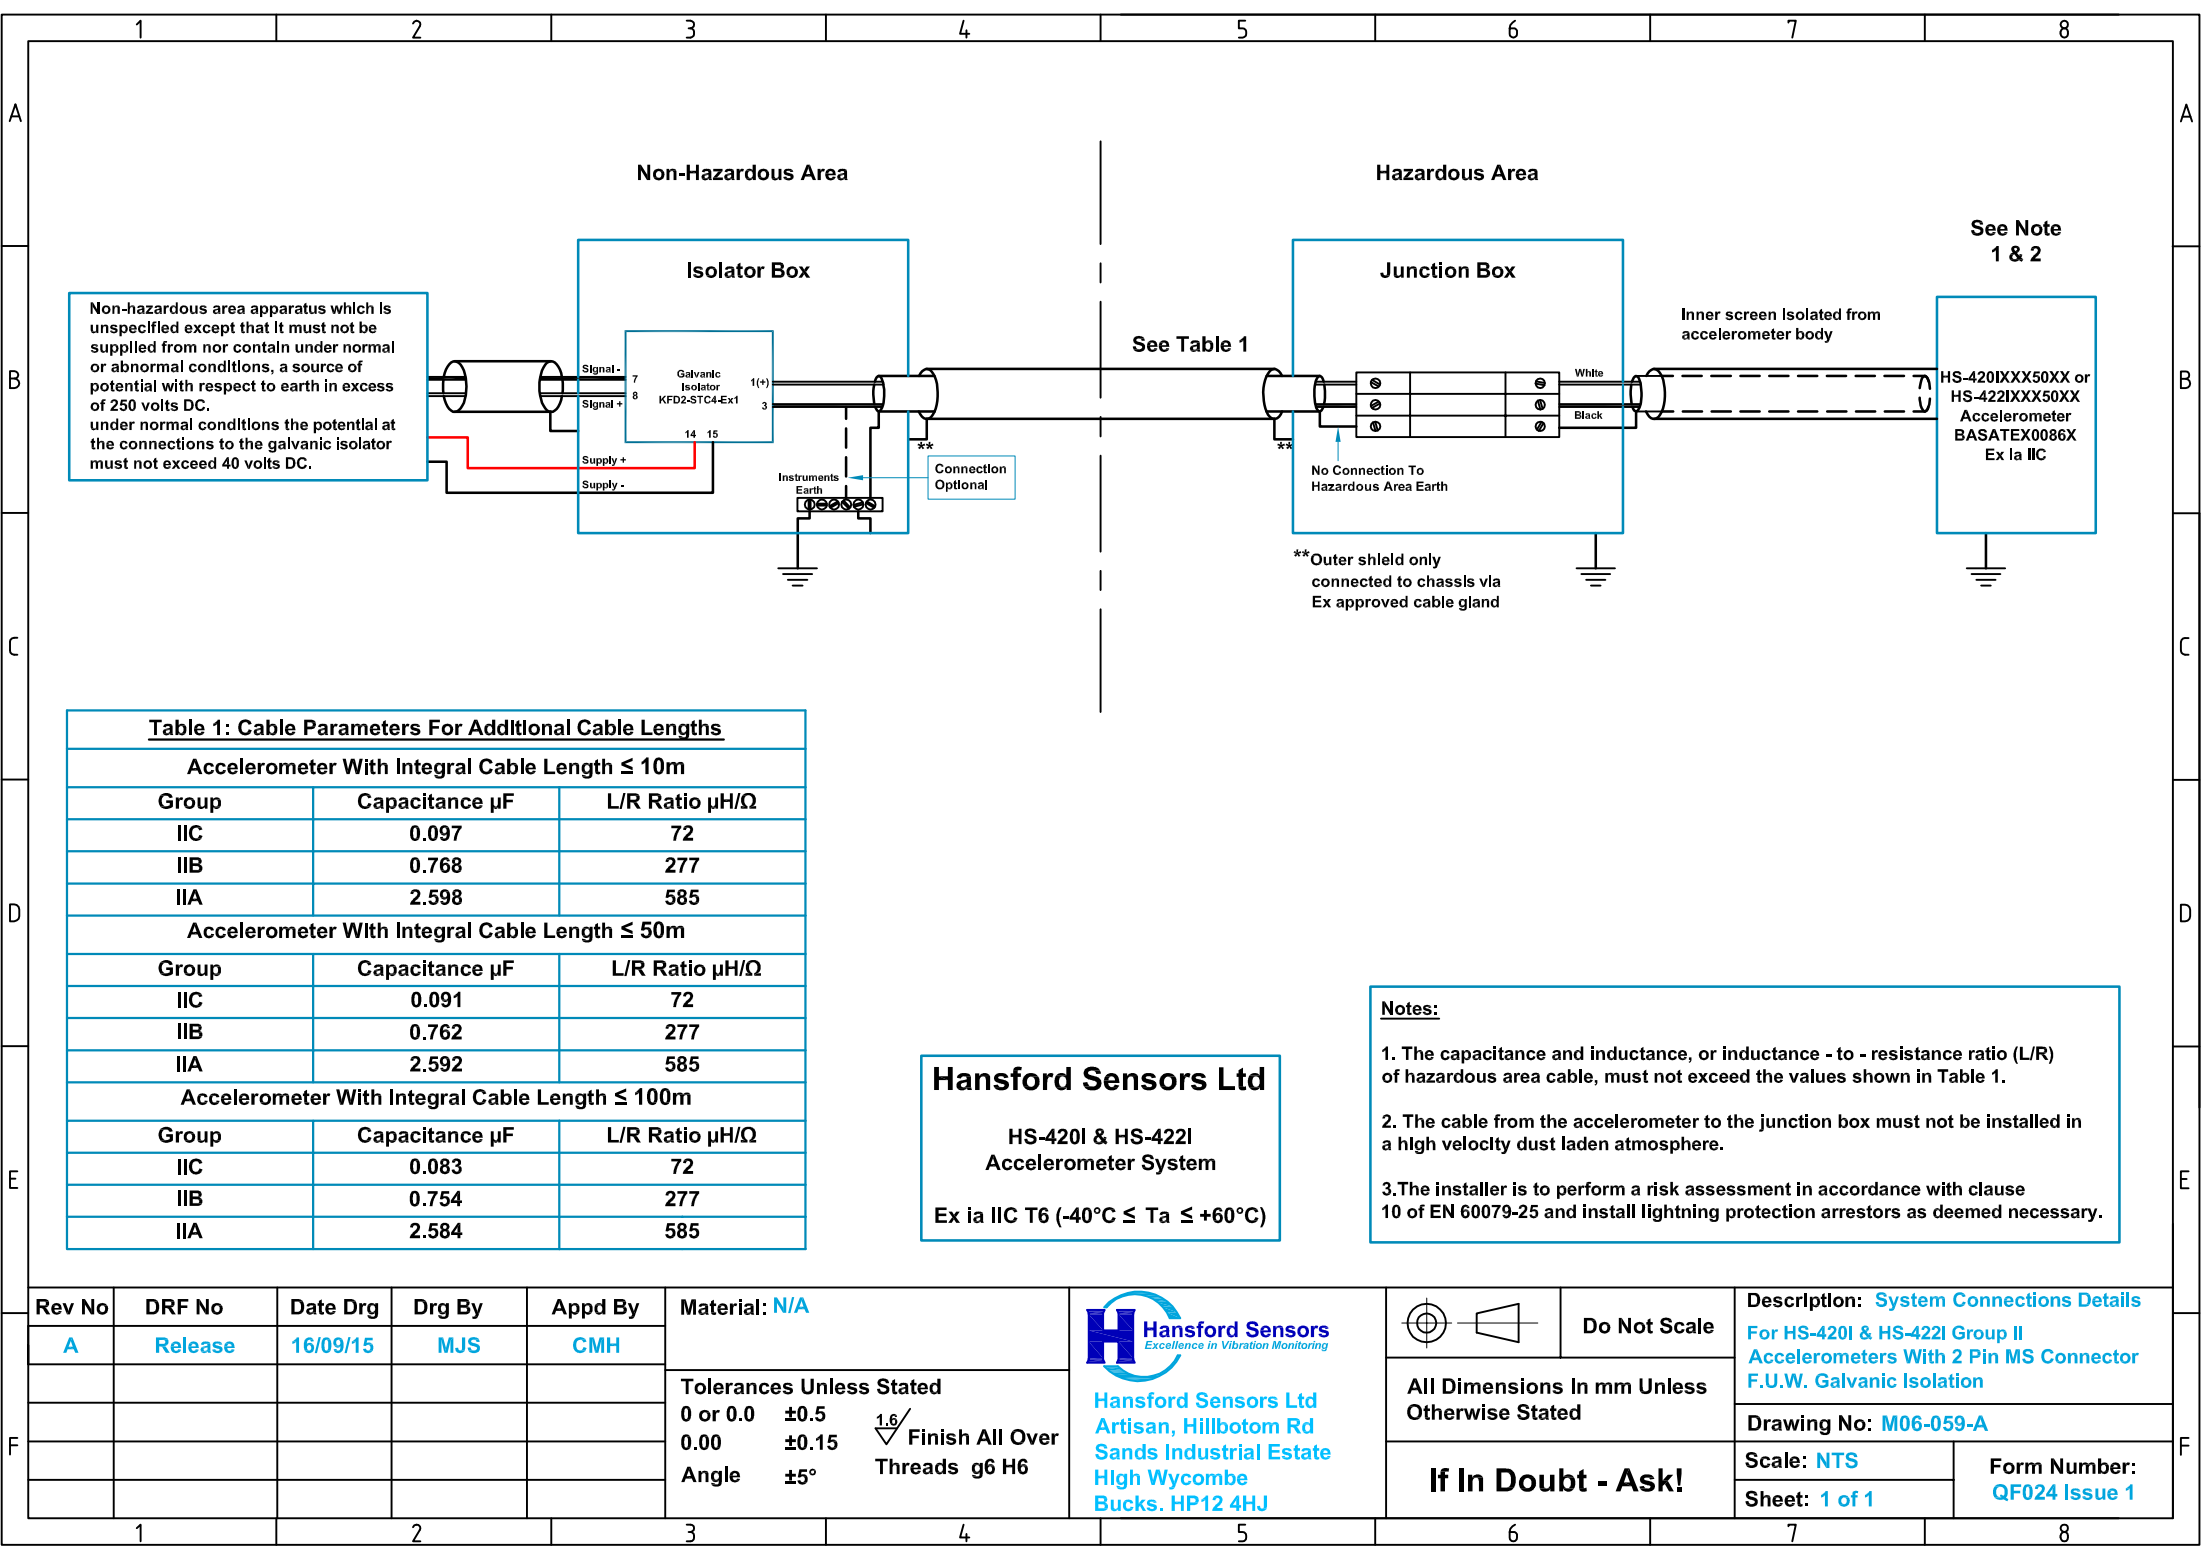 1 2 3 4 5 6 7 8
A A
Non-Hazardous Area
Hazardous Area
See Note
1 & 2
B B
Non-hazardous area apparatus which is
unspecified except that it must not be
supplied from nor contain under normal
or abnormal conditions, a source of
potential with respect to earth in excess
of 250 volts DC.
under normal conditions the potential at
the connections to the galvanic isolator
must not exceed 40 volts DC.
Isolator Box
Signal -
Signal +
7
8
Galvanic
Isolator
KFD2-STC4-Ex1
1(+)
3
14 15
Supply +
Supply -
Instruments
Earth
**
Connection
Optional
See Table 1
**
Junction Box
No Connection To
Hazardous Area Earth
White
Black
**Outer shield only
connected to chassis via
Ex approved cable gland
Inner screen isolated from
accelerometer body
HS-420IXXX50XX or
HS-422IXXX50XX
Accelerometer
BASATEX0086X
Ex ia IIC
C C
Table 1: Cable Parameters For Additional Cable Lengths
Accelerometer With Integral Cable Length ≤ 10m
Group Capacitance µF L/R Ratio µH/Ω
IIC 0.097 72
IIB 0.768 277
IIA 2.598 585
Accelerometer With Integral Cable Length ≤ 50m
Group Capacitance µF L/R Ratio µH/Ω
IIC 0.091 72
IIB 0.762 277
IIA 2.592 585
Accelerometer With Integral Cable Length ≤ 100m
Group Capacitance µF L/R Ratio µH/Ω
IIC 0.083 72
IIB 0.754 277
IIA 2.584 585
D D
Hansford Sensors Ltd
HS-420I & HS-422I
Accelerometer System
Ex ia IIC T6 (-40°C ≤ Ta ≤ +60°C)
Notes:
1. The capacitance and inductance, or inductance - to - resistance ratio (L/R)
of hazardous area cable, must not exceed the values shown in Table 1.
2. The cable from the accelerometer to the junction box must not be installed in
a high velocity dust laden atmosphere.
3.The installer is to perform a risk assessment in accordance with clause
10 of EN 60079-25 and install lightning protection arrestors as deemed necessary.
E E
Rev No DRF No Date Drg Drg By Appd By
A Release 16/09/15 MJS CMH
Material: N/A
Tolerances Unless Stated
0 or 0.0 ±0.5
0.00 ±0.15
Angle ±5°
1.6
Finish All Over
Threads g6 H6
H
Hansford Sensors
Excellence in Vibration Monitoring
Hansford Sensors Ltd
Artisan, Hillbotom Rd
Sands Industrial Estate
High Wycombe
Bucks. HP12 4HJ
Do Not Scale
All Dimensions In mm Unless
Otherwise Stated
If In Doubt - Ask!
Description: System Connections Details
For HS-420I & HS-422I Group II
Accelerometers With 2 Pin MS Connector
F.U.W. Galvanic Isolation
Drawing No: M06-059-A
Scale: NTS
Sheet: 1 of 1
Form Number:
QF024 Issue 1
F F
1 2 3 4 5 6 7 8